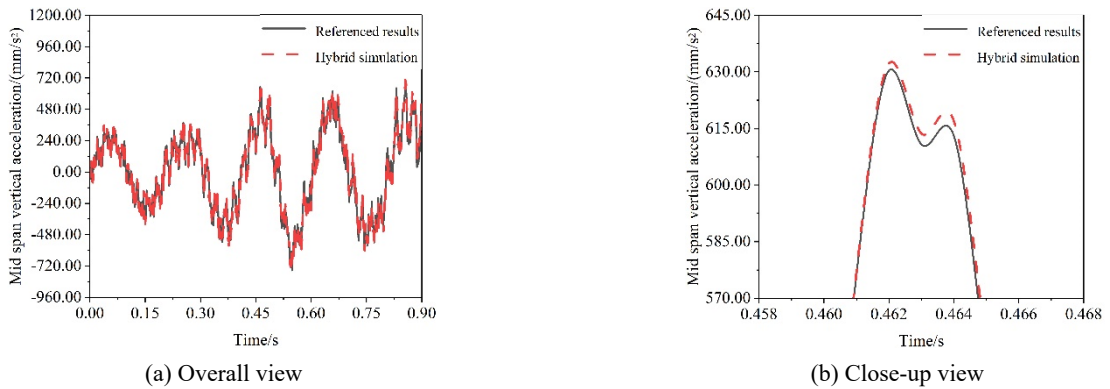 1200.00
960.00
720.00
480.00
240.00
0.00
-240.00
-480.00
-720.00
-960.00
Mid span vertical acceleration/(mm/s²)
Referenced results
Hybrid simulation
0.00 0.15 0.30 0.45 0.60 0.75 0.90
Time/s
(a) Overall view
645.00
630.00
615.00
600.00
585.00
570.00
Mid span vertical acceleration/(mm/s²)
Referenced results
Hybrid simulation
0.458 0.460 0.462 0.464 0.466 0.468
Time/s
(b) Close-up view